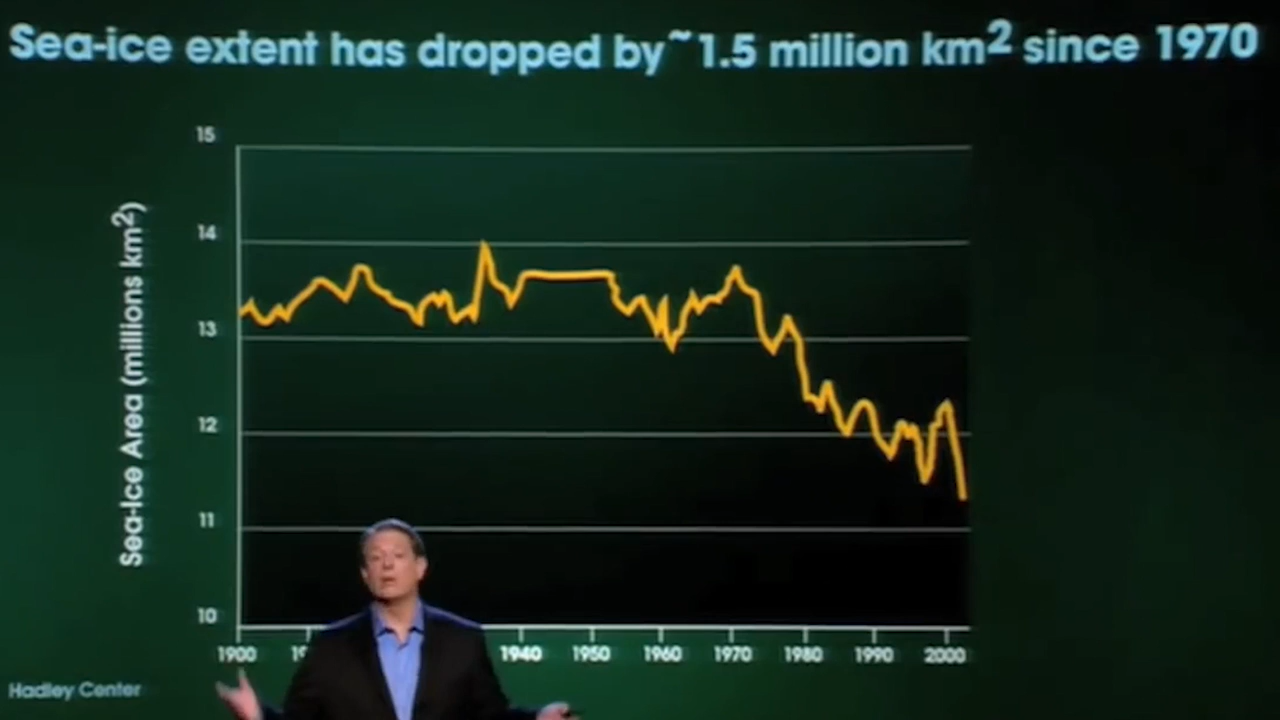 Sea-ice extent has dropped by ~1.5 million km² since 1970
15
14
13
12
11
10
Sea-Ice Area (millions km²)
1900 19 1940 1950 1960 1970 1980 1990 2000
Hadley Center